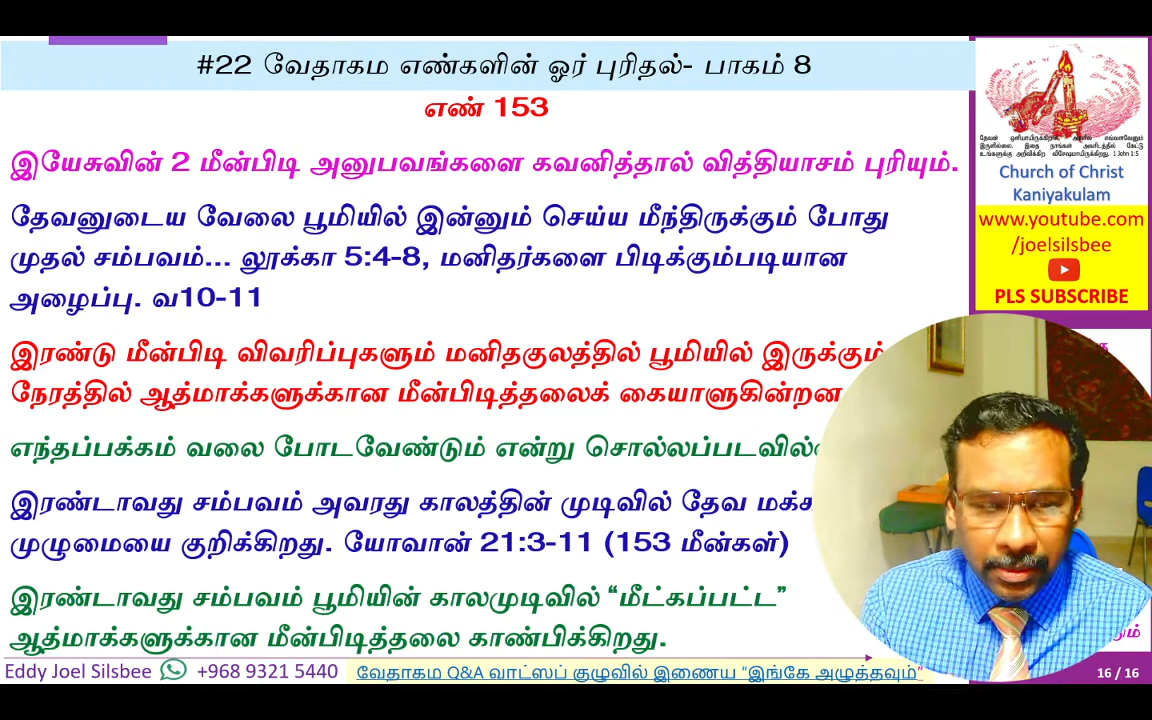 #22 வேதாகம எண்களின் ஓர் புரிதல்- பாகம் 8
எண் 153
இயேசுவின் 2 மீன்பிடி அனுபவங்களை கவனித்தால் வித்தியாசம் புரியும்.
தேவனுடைய வேலை பூமியில் இன்னும் செய்ய மீந்திருக்கும் போது
முதல் சம்பவம்... லூக்கா 5:4-8, மனிதர்களை பிடிக்கும்படியான
அழைப்பு. வ10-11
இரண்டு மீன்பிடி விவரிப்புகளும் மனிதகுலத்தில் பூமியில் இருக்கும்
நேரத்தில் ஆத்மாக்களுக்கான மீன்பிடித்தலைக் கையாளுகின்றன
எந்தப்பக்கம் வலை போடவேண்டும் என்று
இரண்டாவது சம்பவம் அவரது காலத்தின் முடிவில் தேவ
முழுமையை குறிக்கிறது. யோவான் 21:3-11 (153 மீன்கள்)
இரண்டாவது சம்பவம் பூமியின் காலமுடிவில் “மீட்கப்பட்ட”
ஆத்மாக்களுக்கான மீன்பிடித்தலை காண்பிக்கிறது.
Eddy Joel Silsbee +968 9321 5440 வேதாகம Q&A வாட்ஸப் குழுவில் இணைய “இங்கே அழுத்தவும்”
1 John 1:5
Church of Christ
Kaniyakulam
www.youtube.com
/joelsilsbee
PLS SUBSCRIBE
16 / 16